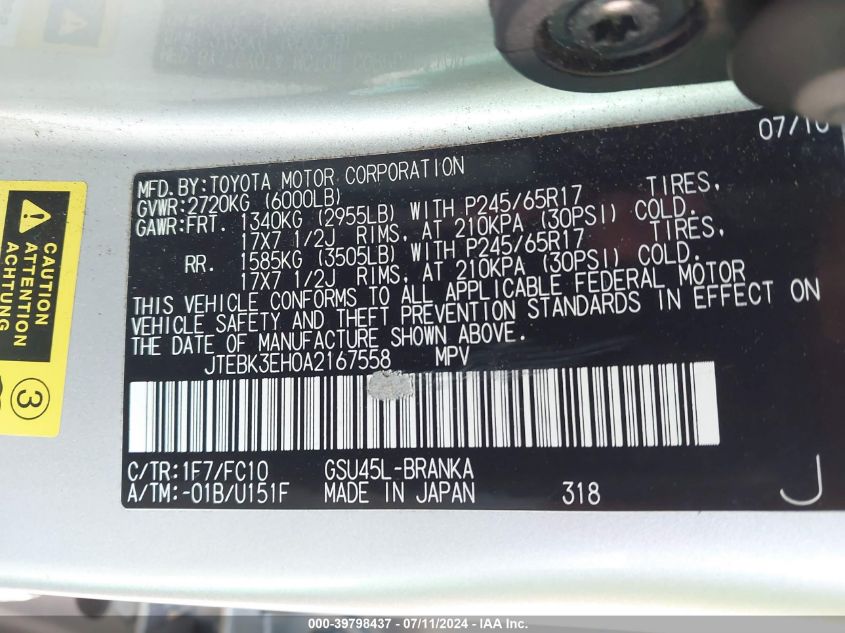 07/10
MFD.BY:TOYOTA MOTOR CORPORATION
GVWR:2720KG (6000LB)
GAWR:FRT. 1340KG (2955LB) WITH P245/65R17 TIRES,
17X7 1/2J RIMS, AT 210KPA (30PSI) COLD.
RR. 1585KG (3505LB) WITH P245/65R17 TIRES,
17X7 1/2J RIMS, AT 210KPA (30PSI) COLD.
THIS VEHICLE CONFORMS TO ALL APPLICABLE FEDERAL MOTOR
VEHICLE SAFETY AND THEFT PREVENTION STANDARDS IN EFFECT ON
THE DATE OF MANUFACTURE SHOWN ABOVE.
JTEBK3EH0A2167558 MPV
C/TR:1F7/FC10 GSU45L-BRANKA
A/TM:-01B/U151F MADE IN JAPAN 318
J
CAUTION
ATTENTION
ACHTUNG
3
000-39798437 - 07/11/2024 - IAA, Inc.